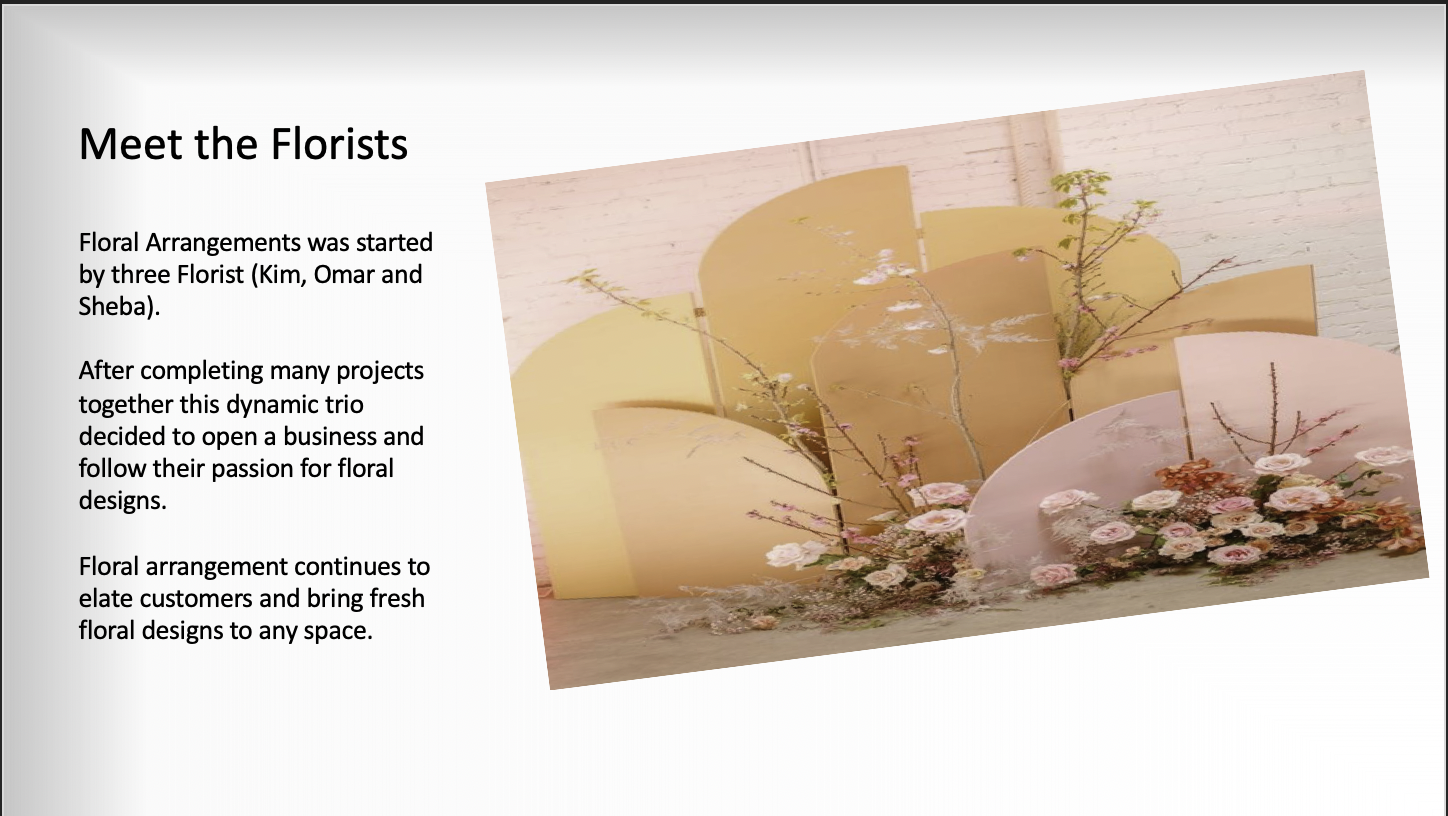 Meet the Florists
Floral Arrangements was started
by three Florist (Kim, Omar and
Sheba).
After completing many projects
together this dynamic trio
decided to open a business and
follow their passion for floral
designs.
Floral arrangement continues to
elate customers and bring fresh
floral designs to any space.